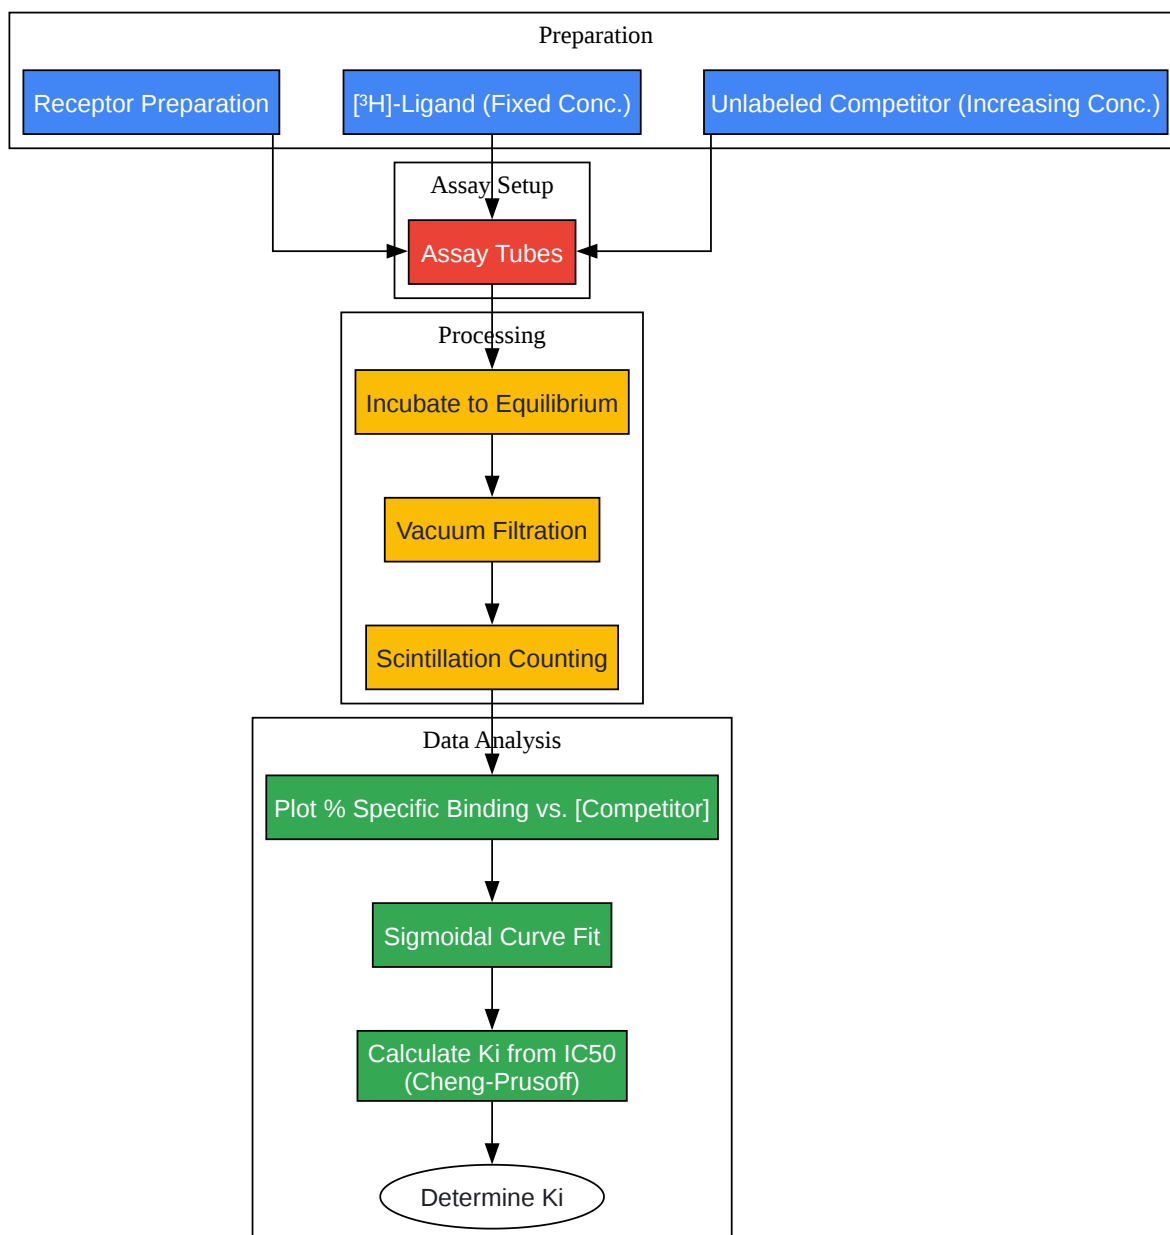 Preparation
Receptor Preparation
[³H]-Ligand (Fixed Conc.)
Unlabeled Competitor (Increasing Conc.)
Assay Setup
Assay Tubes
Processing
Incubate to Equilibrium
Vacuum Filtration
Scintillation Counting
Data Analysis
Plot % Specific Binding vs. [Competitor]
Sigmoidal Curve Fit
Calculate Ki from IC50
(Cheng-Prusoff)
Determine Ki